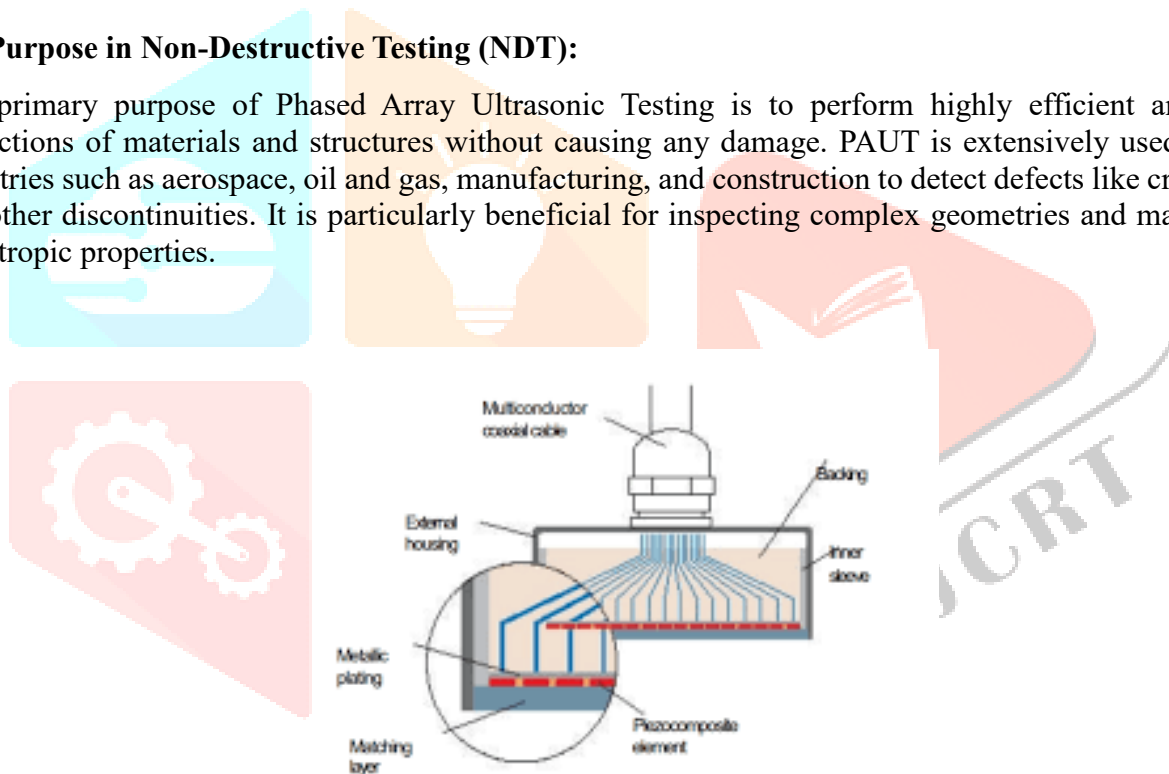 Purpose in Non-Destructive Testing (NDT):
primary purpose of Phased Array Ultrasonic Testing is to perform highly efficient an
ctions of materials and structures without causing any damage. PAUT is extensively used
tries such as aerospace, oil and gas, manufacturing, and construction to detect defects like cr
other discontinuities. It is particularly beneficial for inspecting complex geometries and ma
tropic properties.
Multiconductor
coaxial cable
Backing
External
housing
Inner
sleeve
Metallic
plating
Piezocomposite
element
Matching
layer
CRT